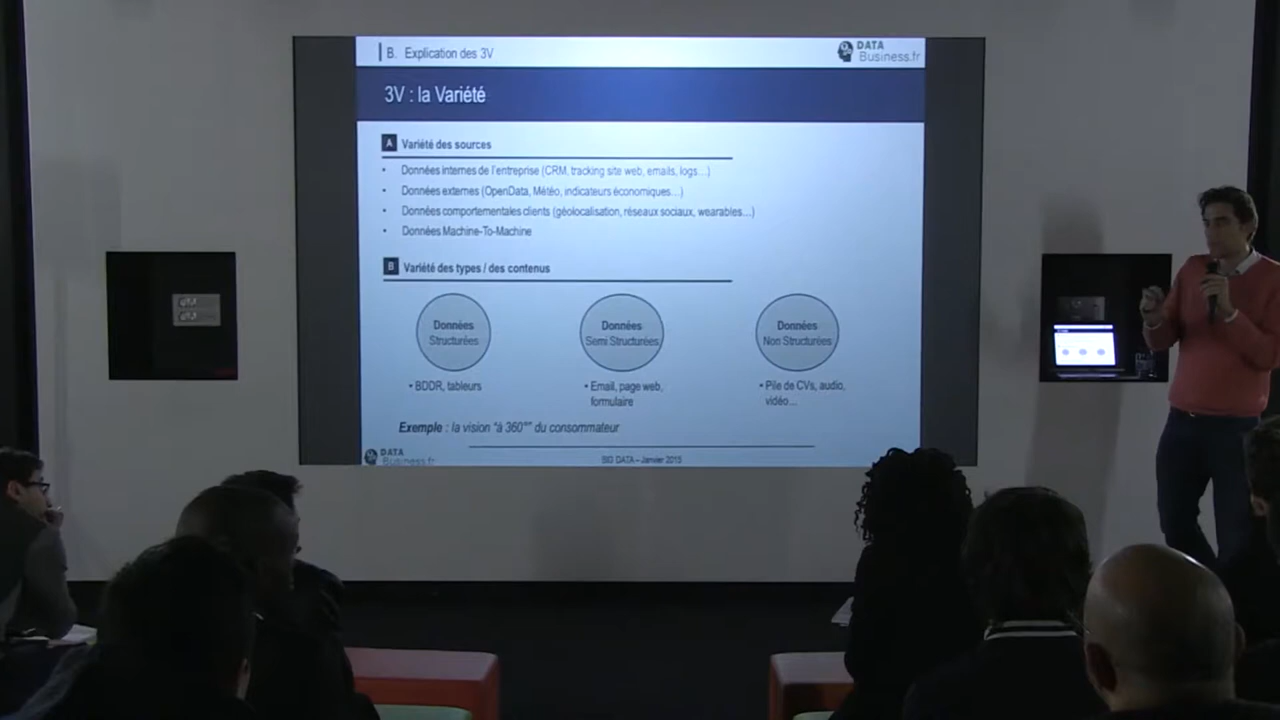 B. Explication des 3V
DATA
Business.fr
3V : la Variété
A Variété des sources
• Données internes de l'entreprise (CRM, tracking site web, emails, logs…)
• Données externes (OpenData, Météo, indicateurs économiques…)
• Données comportementales clients (géolocalisation, réseaux sociaux, wearables…)
• Données Machine-To-Machine
B Variété des types / des contenus
Données
Structurées
Données
Semi Structurées
Données
Non Structurées
• BDDR, tableurs
• Email, page web,
formulaire
• Pile de CVs, audio,
vidéo…
Exemple : la vision "à 360°" du consommateur
DATA
Business.fr
BIG DATA – Janvier 2015